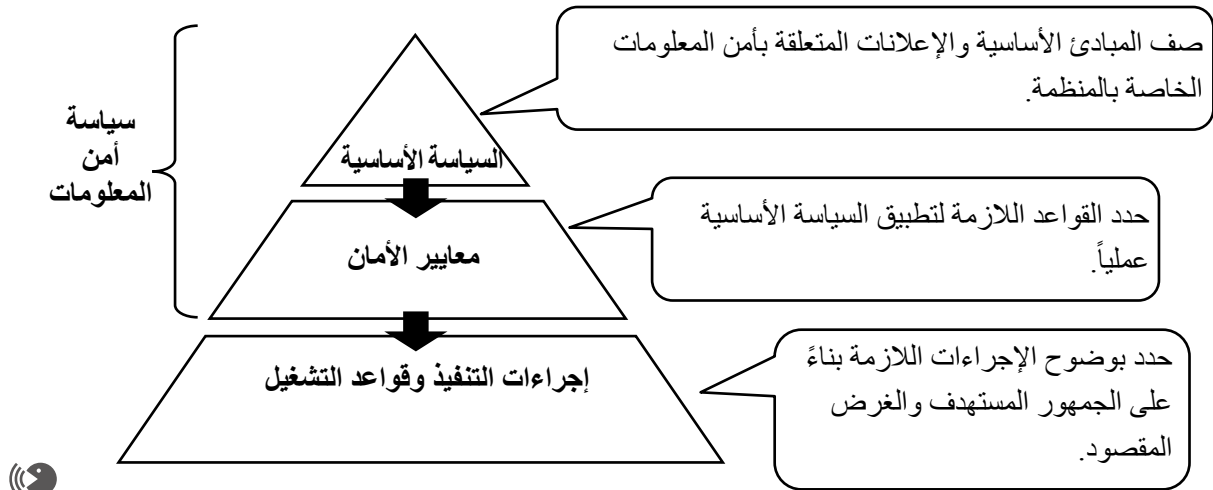 صف المبادئ الأساسية والإعلانات المتعلقة بأمن المعلومات
الخاصة بالمنظمة.
سياسة
أمن
المعلومات
السياسة الأساسية
حدد القواعد اللازمة لتطبيق السياسة الأساسية
عملياً.
معايير الأمان
حدد بوضوح الإجراءات اللازمة بناءً
على الجمهور المستهدف والغرض
المقصود.
إجراءات التنفيذ وقواعد التشغيل